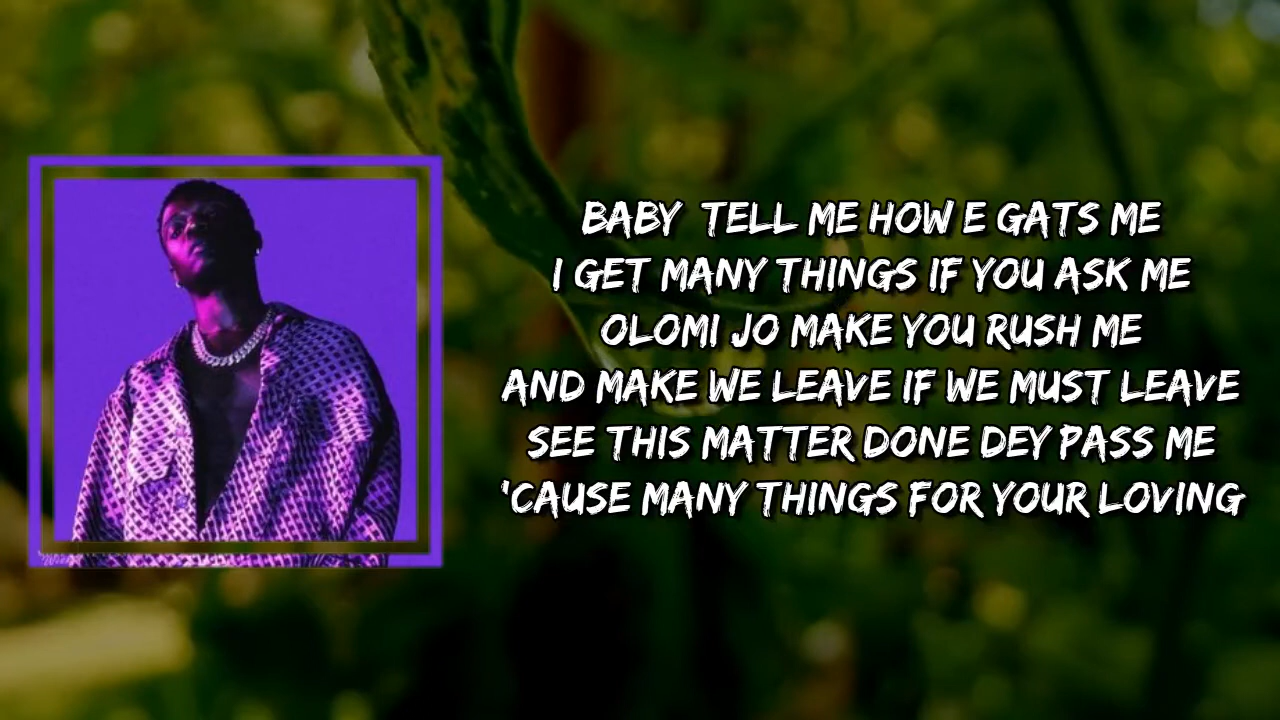 BABY TELL ME HOW E GATS ME
I GET MANY THINGS IF YOU ASK ME
OLOMI JO MAKE YOU RUSH ME
AND MAKE WE LEAVE IF WE MUST LEAVE
SEE THIS MATTER DONE DEY PASS ME
'CAUSE MANY THINGS FOR YOUR LOVING